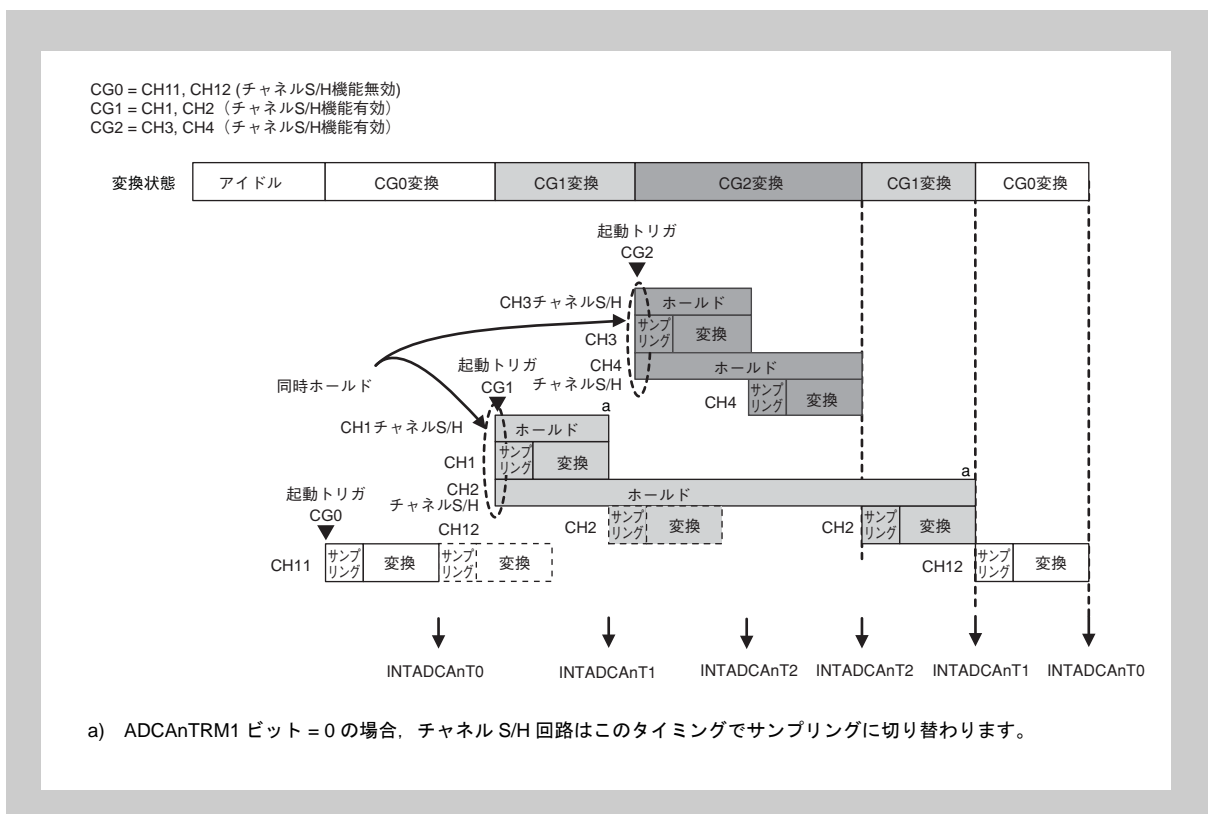 CG0 = CH11, CH12 (チャネルS/H機能無効)
CG1 = CH1, CH2（チャネルS/H機能有効）
CG2 = CH3, CH4（チャネルS/H機能有効）
変換状態 アイドル CG0変換 CG1変換 CG2変換 CG1変換 CG0変換
起動トリガ
CG2
CH3チャネルS/H ホールド
CH3 サンプ
リング 変換
CH4
チャネルS/H ホールド
CH4 サンプ
リング 変換
同時ホールド
起動トリガ
CG1
a
CH1チャネルS/H ホールド
CH1 サンプ
リング 変換
a
CH2
チャネルS/H ホールド
CH2 サンプ
リング 変換
CH2 サンプ
リング 変換
起動トリガ
CG0
CH11 サンプ
リング 変換
CH12
サンプ
リング 変換
CH12 サンプ
リング 変換
INTADCAnT0 INTADCAnT1 INTADCAnT2 INTADCAnT2 INTADCAnT1 INTADCAnT0
a) ADCAnTRM1 ビット = 0 の場合，チャネル S/H 回路はこのタイミングでサンプリングに切り替わります。